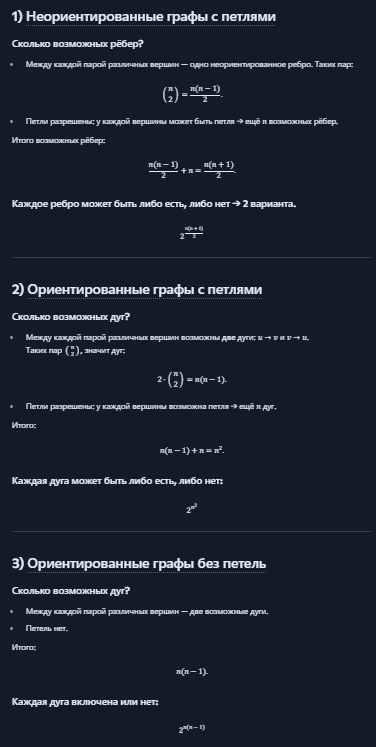 1) Неориентированные графы с петлями
Сколько возможных рёбер?
• Между каждой парой различных вершин — одно неориентированное ребро. Таких пар:
(n 2) = n(n − 1)/2.
• Петли разрешены: у каждой вершины может быть петля → ещё n возможных рёбер.
Итого возможных рёбер:
n(n − 1)/2 + n = n(n + 1)/2.
Каждое ребро может быть либо есть, либо нет → 2 варианта.
2^(n(n+1)/2)
2) Ориентированные графы с петлями
Сколько возможных дуг?
• Между каждой парой различных вершин возможны две дуги: u → v и v → u.
Таких пар (n 2), значит дуг:
2 · (n 2) = n(n − 1).
• Петли разрешены: у каждой вершины возможна петля → ещё n дуг.
Итого:
n(n − 1) + n = n².
Каждая дуга может быть либо есть, либо нет:
2^(n²)
3) Ориентированные графы без петель
Сколько возможных дуг?
• Между каждой парой различных вершин — две возможные дуги.
• Петель нет.
Итого:
n(n − 1).
Каждая дуга включена или нет:
2^(n(n−1))